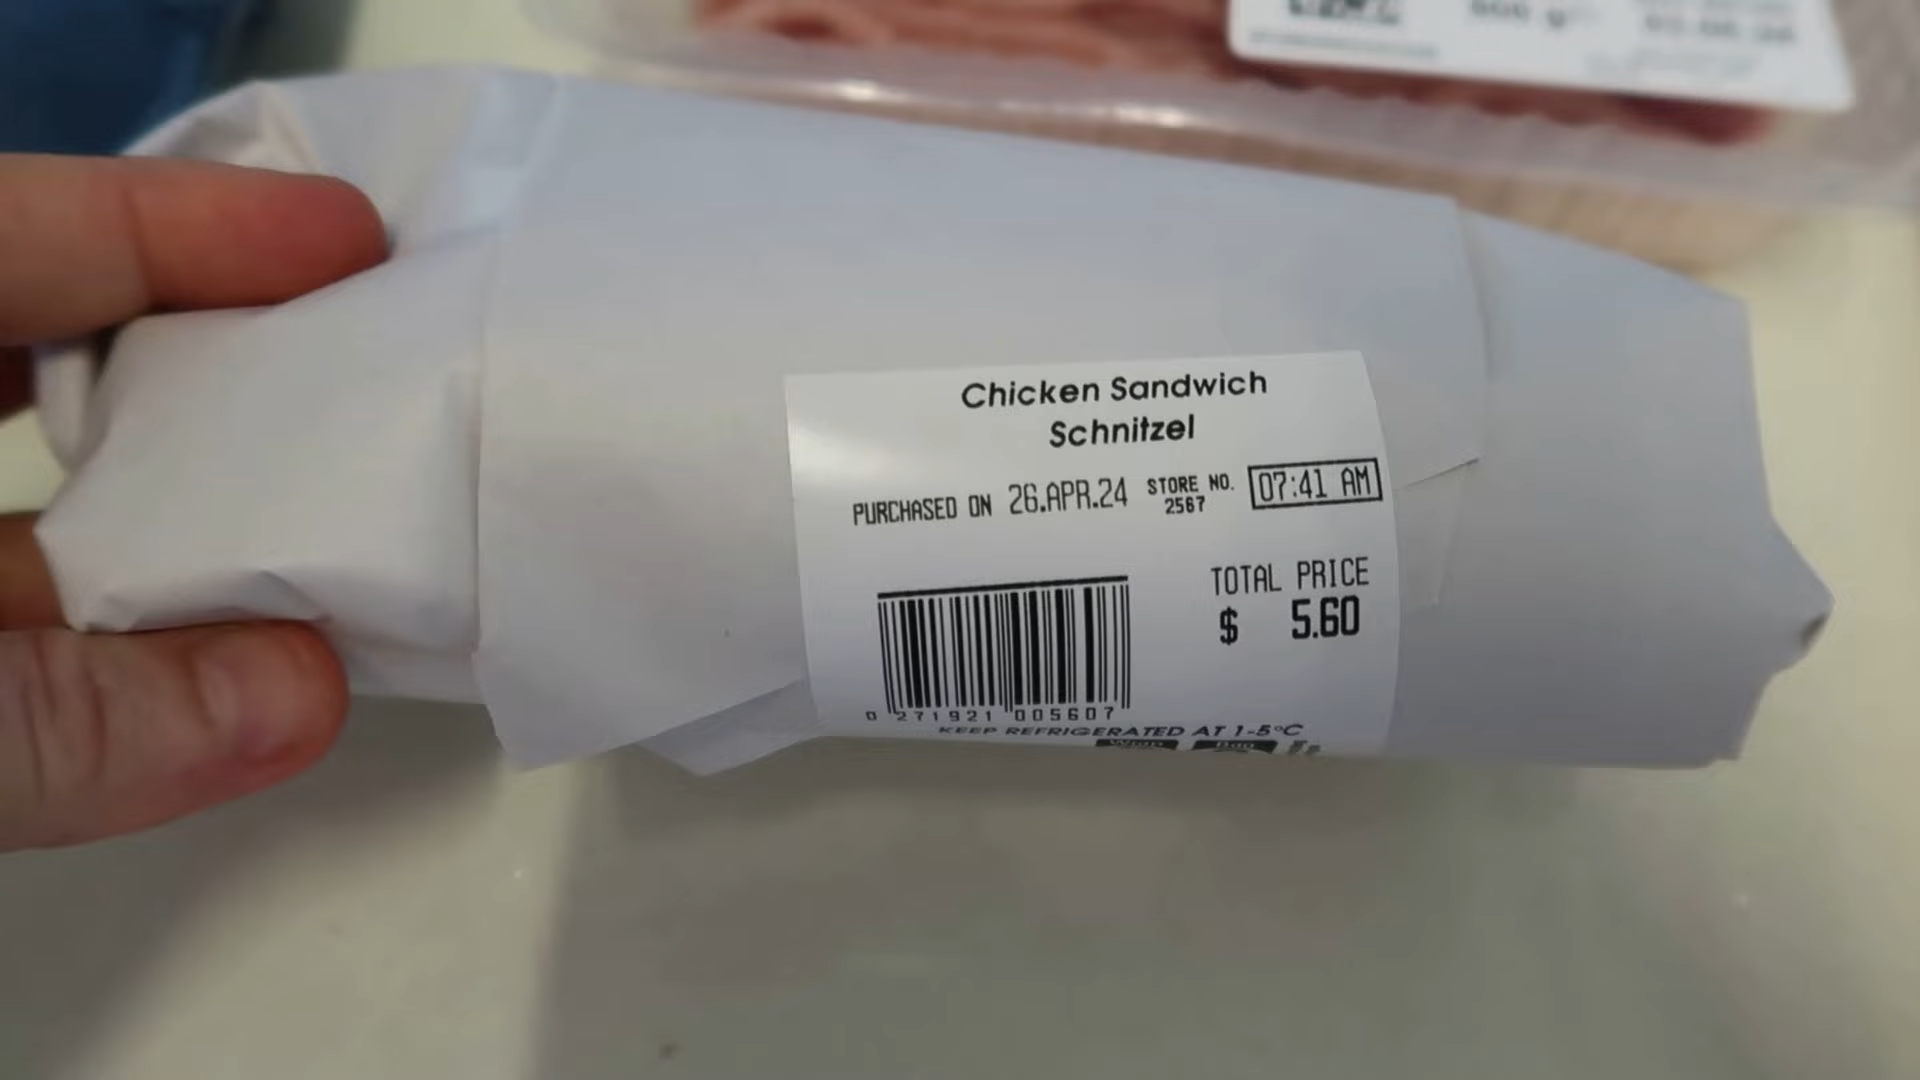 Chicken Sandwich
Schnitzel
PURCHASED ON 26.APR.24 STORE NO. 2567 07:41 AM
TOTAL PRICE
$ 5.60
0 271921 005607
KEEP REFRIGERATED AT 1-5°C